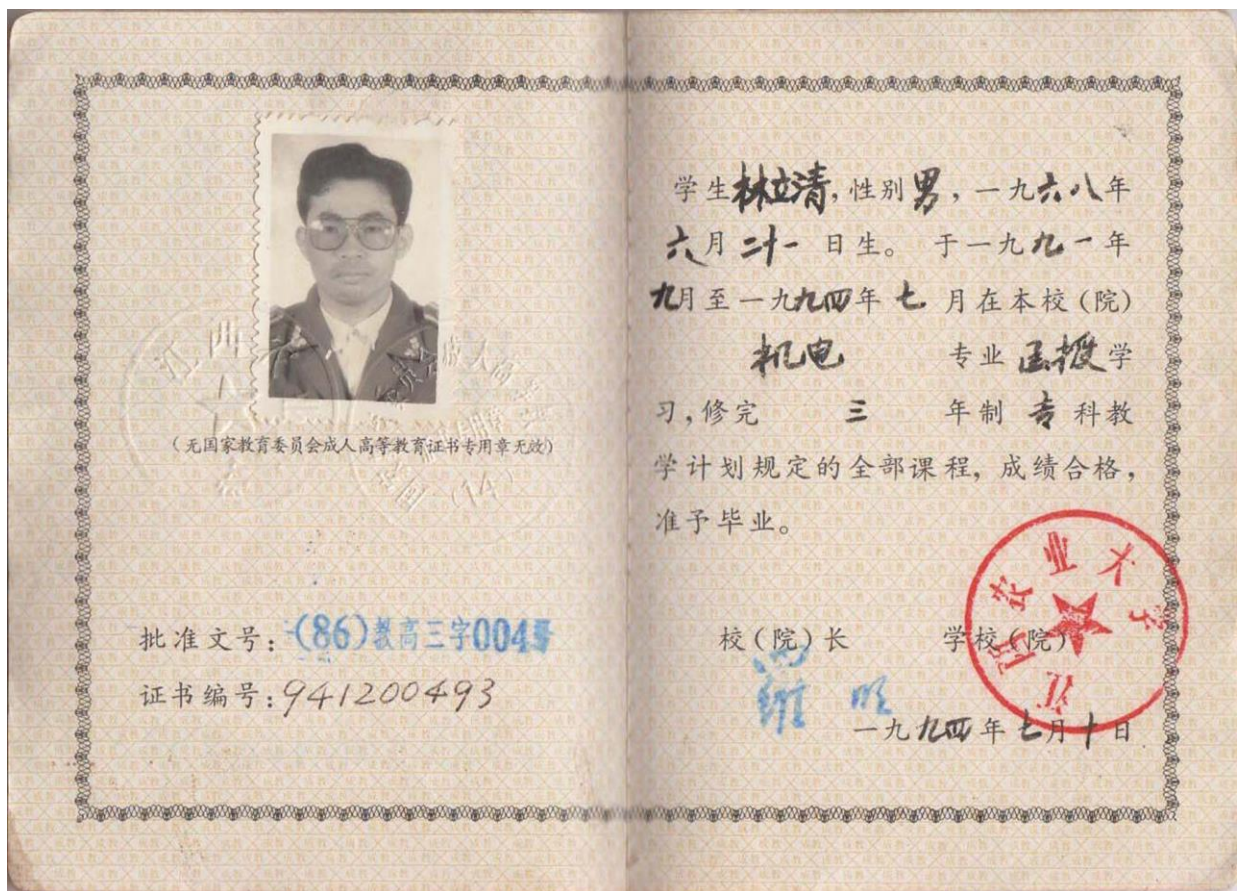 (无国家教育委员会成人高等教育证书专用章无效)
批准文号:(86)教高三字004号
证书编号:941200493
学生林立清,性别男,一九六八年
六月二十一日生。于一九九一年
九月至一九九四年七月在本校(院)
机电 专业函授学
习,修完 三 年制 专科教
学计划规定的全部课程,成绩合格,
准予毕业。
校(院)长 学校(院)
江西农业大学
一九九四年七月十日